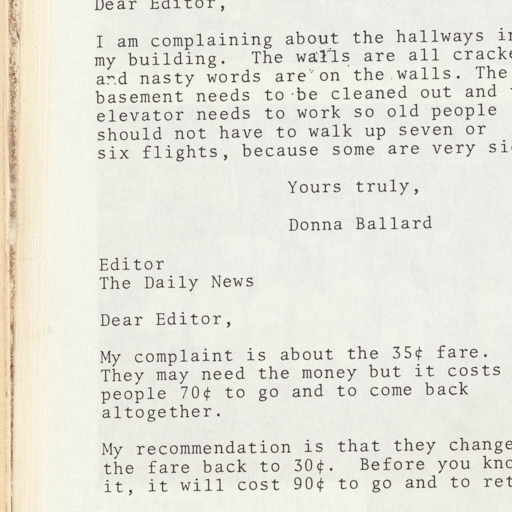 Dear Editor,
I am complaining about the hallways in
my building. The walls are all
and nasty words are on the walls. The
basement needs to be cleaned out and
elevator needs to work so old people
should not have to walk up seven or
six flights, because some are very
Yours truly,
Donna Ballard
Editor
The Daily News
Dear Editor,
My complaint is about the 35¢ fare.
They may need the money but it costs
people 70¢ to go and to come back
altogether.
My recommendation is that they change
the fare back to 30¢. Before you
it, it will cost 90¢ to go and to